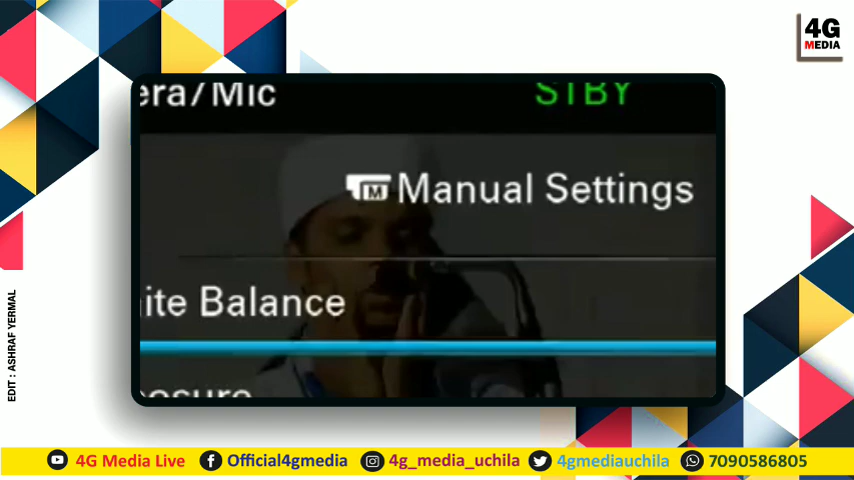 4G
MEDIA
era/Mic
STBY
Manual Settings
ite Balance
EDIT : ASHRAF YERMAL
4G Media Live Official4gmedia 4g_media_uchila 4gmediauchila 7090586805